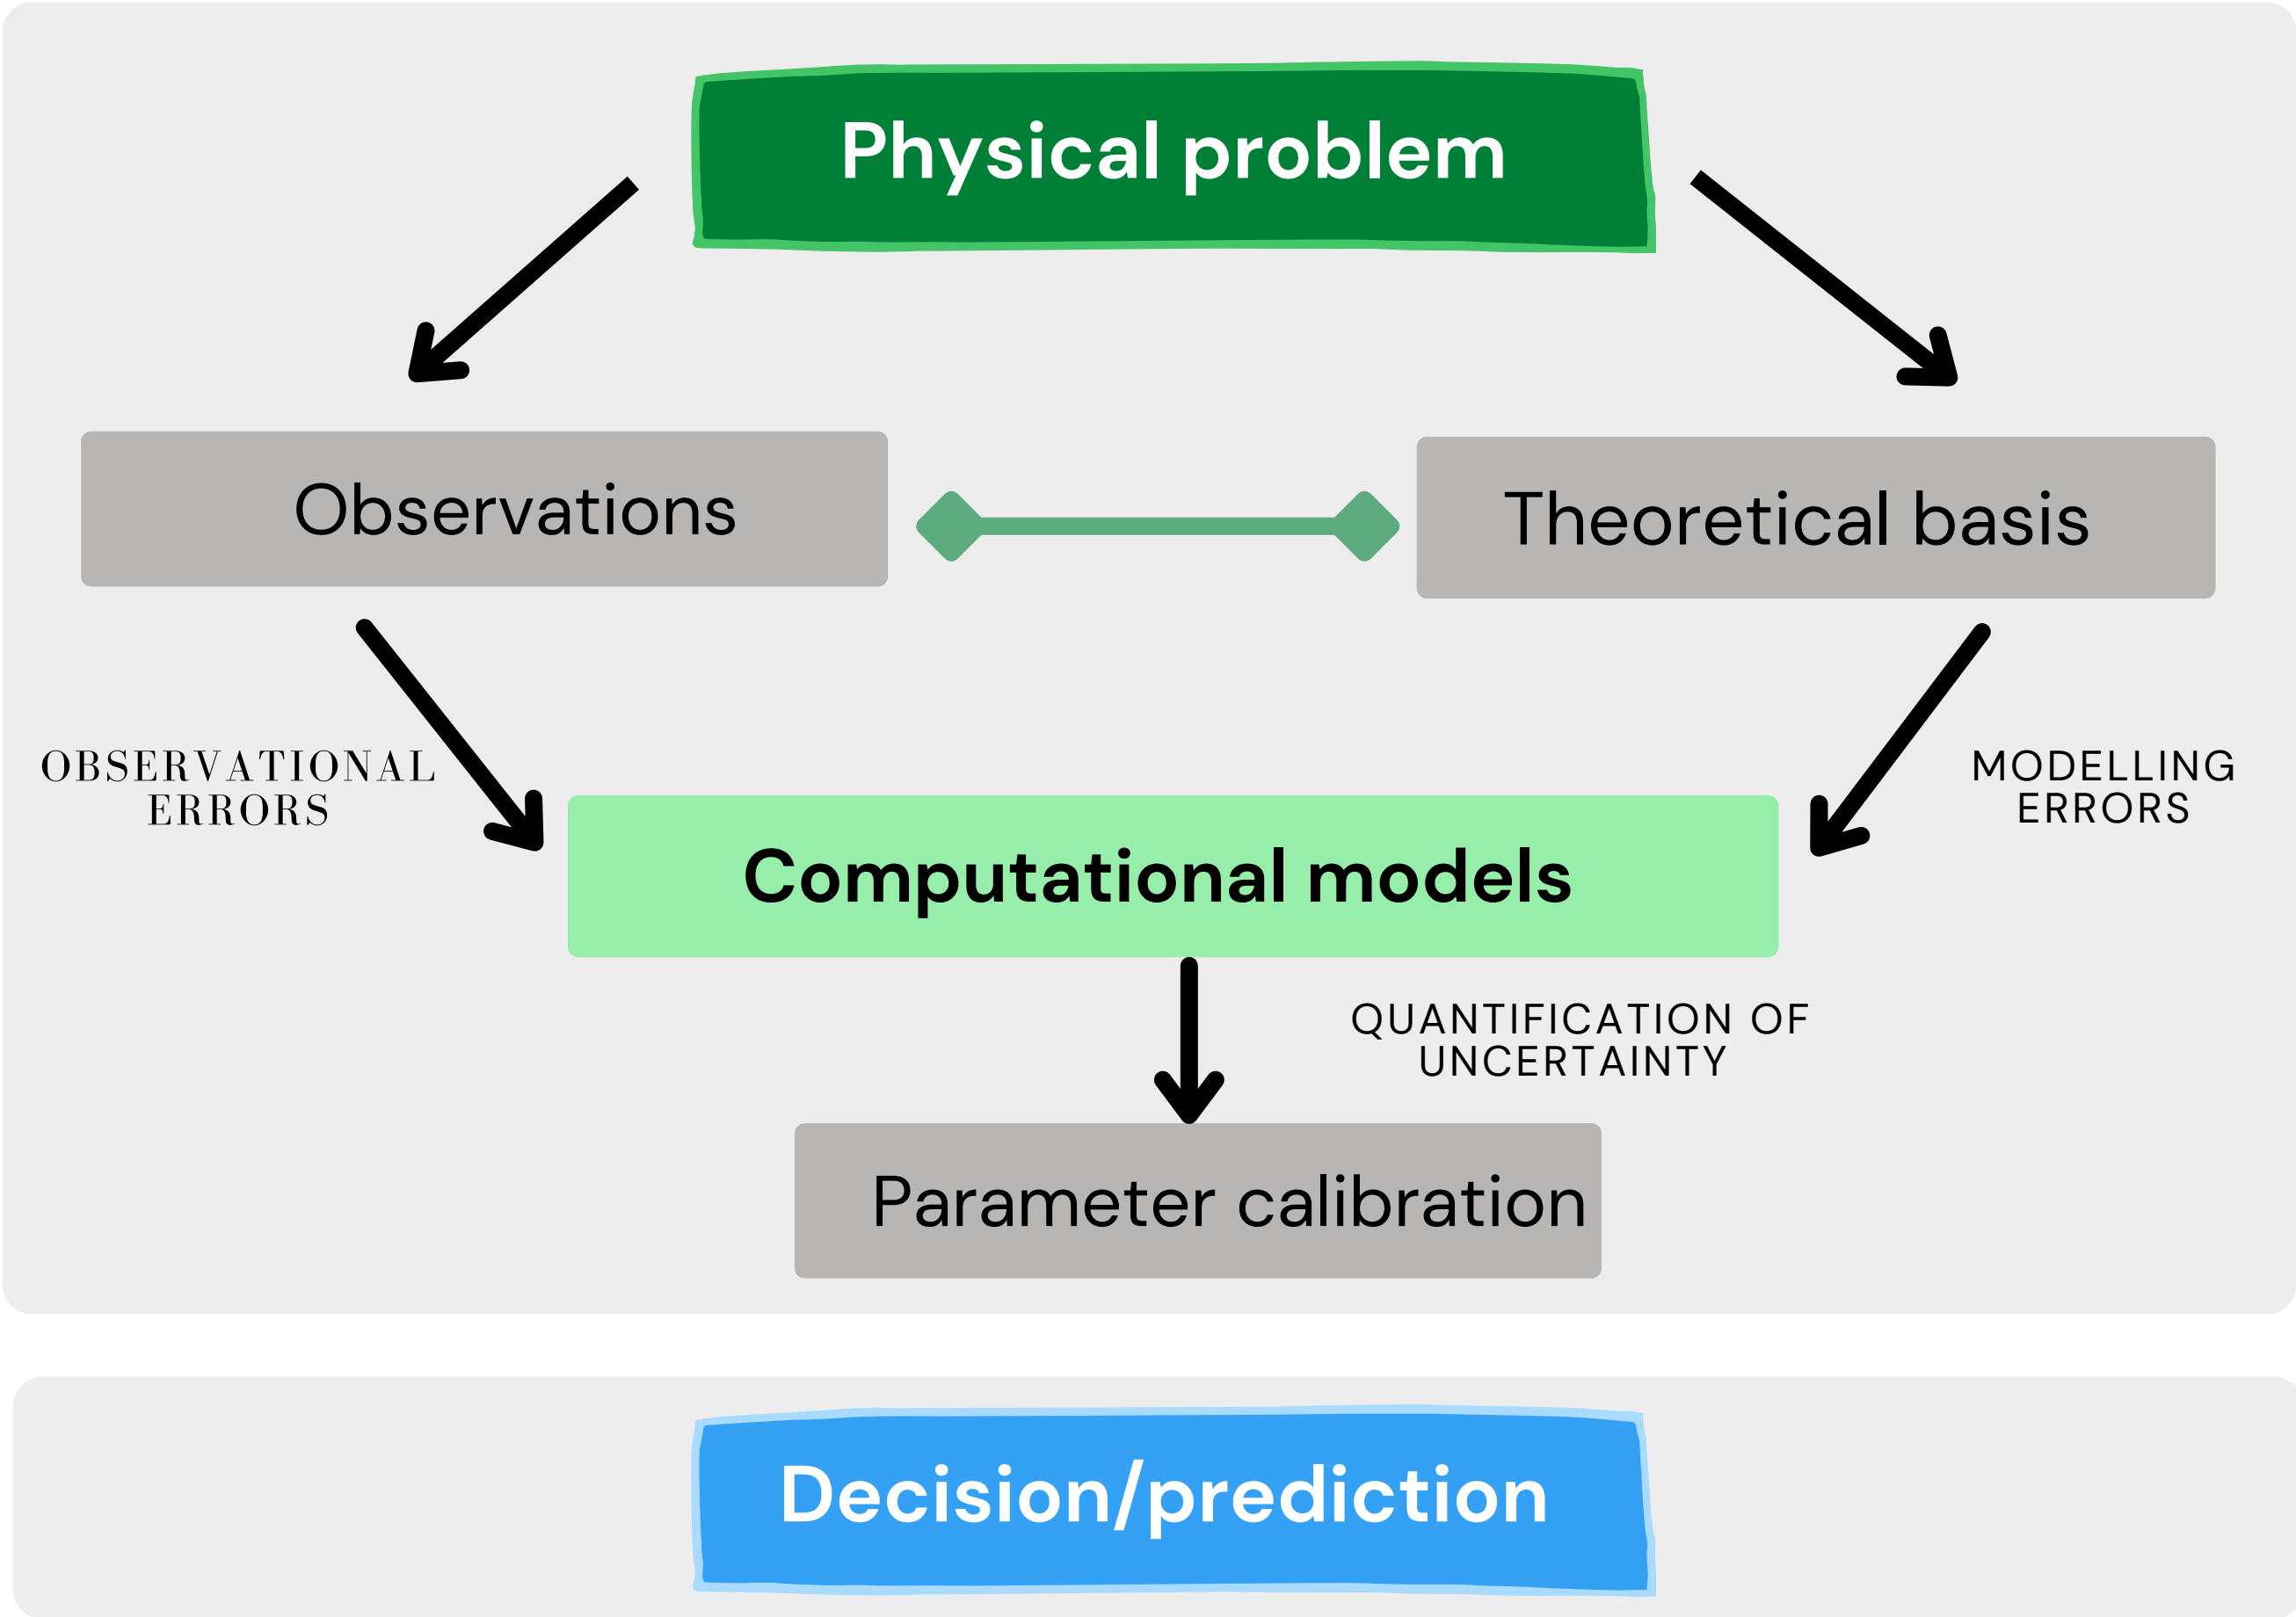 Physical problem
Observations
Theoretical basis
OBSERVATIONAL
ERRORS
MODELLING
ERRORS
Computational models
QUANTIFICATION OF
UNCERTAINTY
Parameter calibration
Decision/prediction